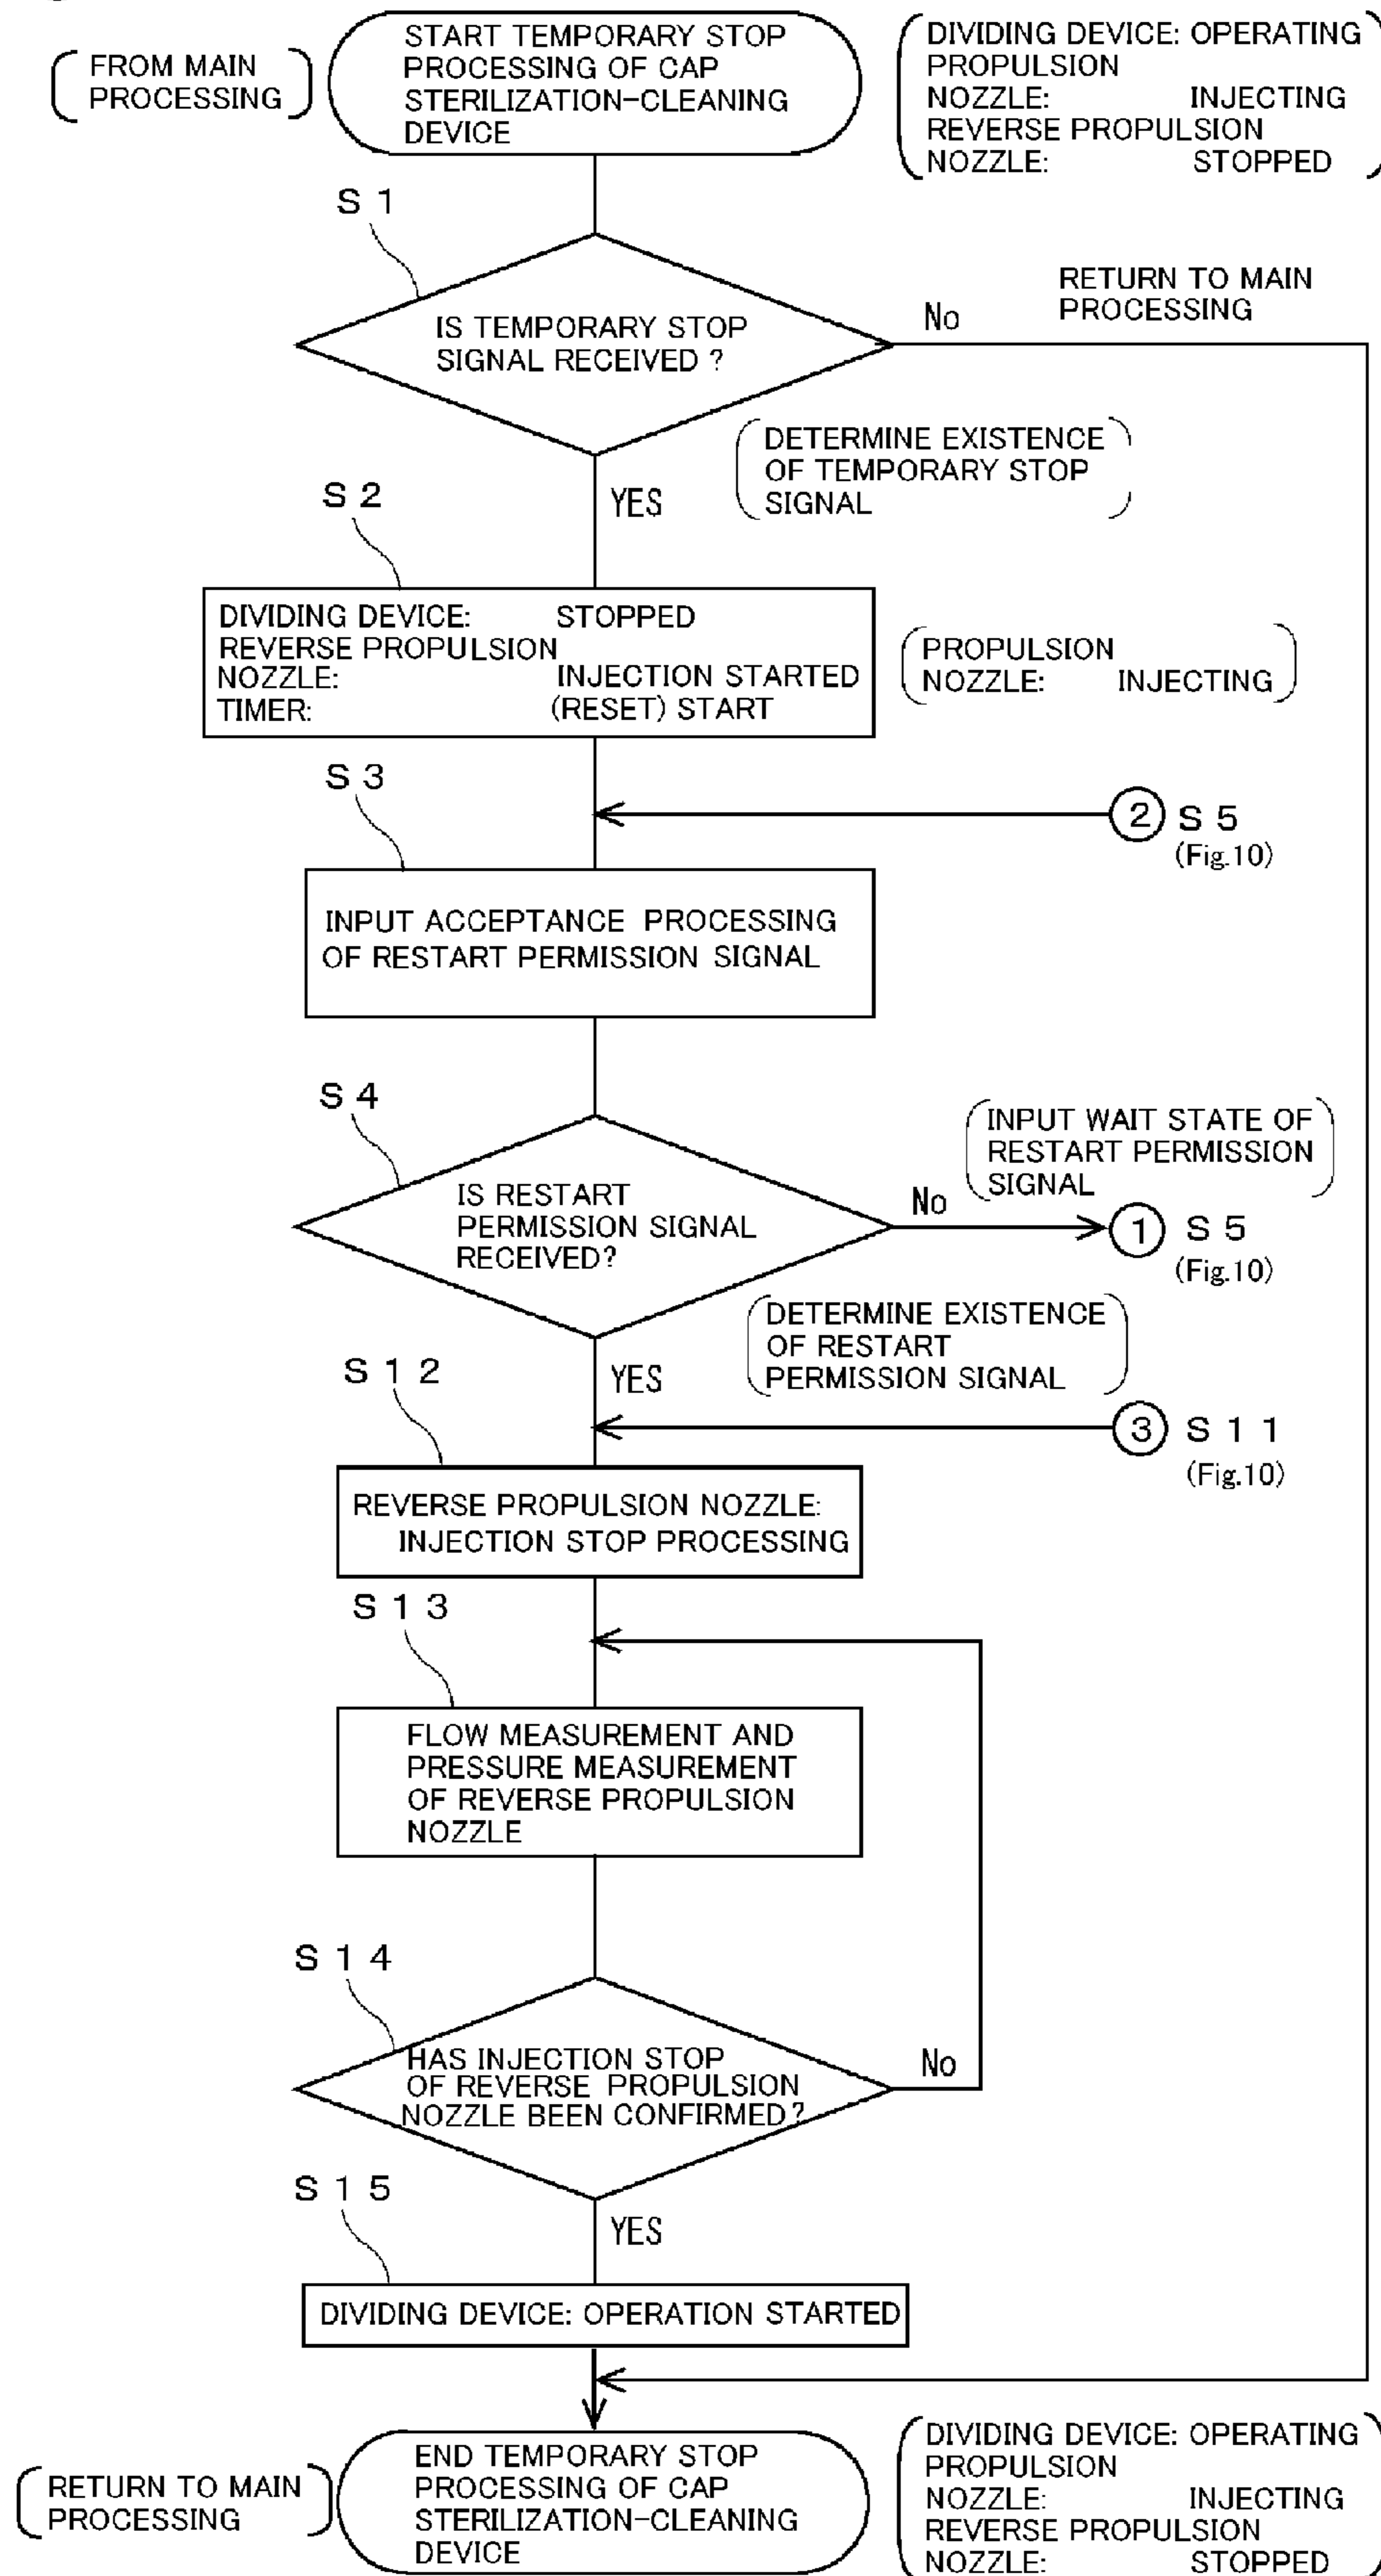 FROM MAIN
PROCESSING
START TEMPORARY STOP
PROCESSING OF CAP
STERILIZATION-CLEANING
DEVICE
DIVIDING DEVICE: OPERATING
PROPULSION
NOZZLE: INJECTING
REVERSE PROPULSION
NOZZLE: STOPPED
S 1
IS TEMPORARY STOP
SIGNAL RECEIVED ?
No
RETURN TO MAIN
PROCESSING
DETERMINE EXISTENCE
OF TEMPORARY STOP
SIGNAL
YES
S 2
DIVIDING DEVICE: STOPPED
REVERSE PROPULSION
NOZZLE: INJECTION STARTED
TIMER: (RESET) START
PROPULSION
NOZZLE: INJECTING
S 3
2 S 5
(Fig.10)
INPUT ACCEPTANCE PROCESSING
OF RESTART PERMISSION SIGNAL
S 4
INPUT WAIT STATE OF
RESTART PERMISSION
SIGNAL
IS RESTART
PERMISSION SIGNAL
RECEIVED?
No
1 S 5
(Fig.10)
DETERMINE EXISTENCE
OF RESTART
PERMISSION SIGNAL
YES
S 1 2
3 S 1 1
(Fig.10)
REVERSE PROPULSION NOZZLE:
INJECTION STOP PROCESSING
S 1 3
FLOW MEASUREMENT AND
PRESSURE MEASUREMENT
OF REVERSE PROPULSION
NOZZLE
S 1 4
HAS INJECTION STOP
OF REVERSE PROPULSION
NOZZLE BEEN CONFIRMED?
No
S 1 5
YES
DIVIDING DEVICE: OPERATION STARTED
RETURN TO MAIN
PROCESSING
END TEMPORARY STOP
PROCESSING OF CAP
STERILIZATION-CLEANING
DEVICE
DIVIDING DEVICE: OPERATING
PROPULSION
NOZZLE: INJECTING
REVERSE PROPULSION
NOZZLE: STOPPED